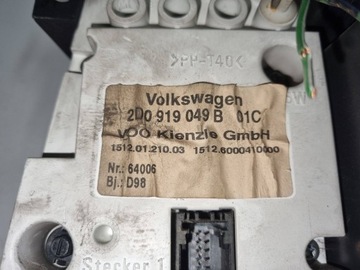 >PP-T40<
Volkswagen
2D0 919 049 B 01C
VDO Kienzle GmbH
1512.01.210.03 1512.6000410000
Nr.: 64006
Bj.: D98
Stecker 1